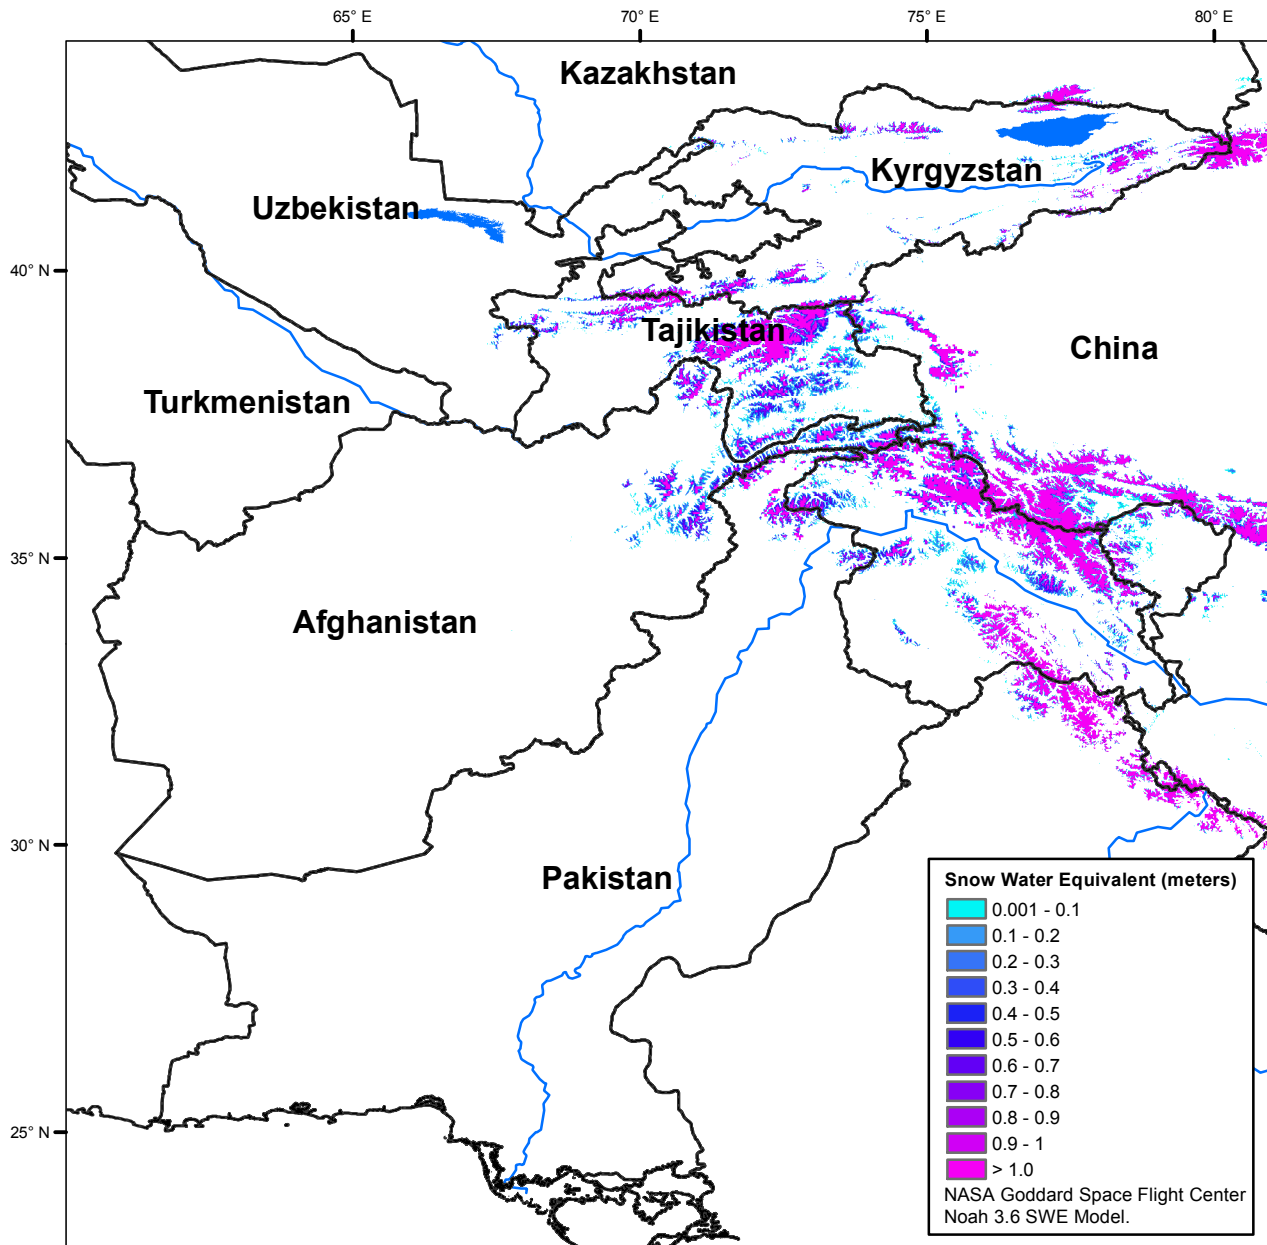 65° E
70° E
75° E
80° E
Kazakhstan
Kyrgyzstan
Uzbekistan
40° N
Tajikistan
China
Turkmenistan
35° N
Afghanistan
30° N
Pakistan
25° N
Snow Water Equivalent (meters)
0.001 - 0.1
0.1 - 0.2
0.2 - 0.3
0.3 - 0.4
0.4 - 0.5
0.5 - 0.6
0.6 - 0.7
0.7 - 0.8
0.8 - 0.9
0.9 - 1
> 1.0
NASA Goddard Space Flight Center
Noah 3.6 SWE Model.